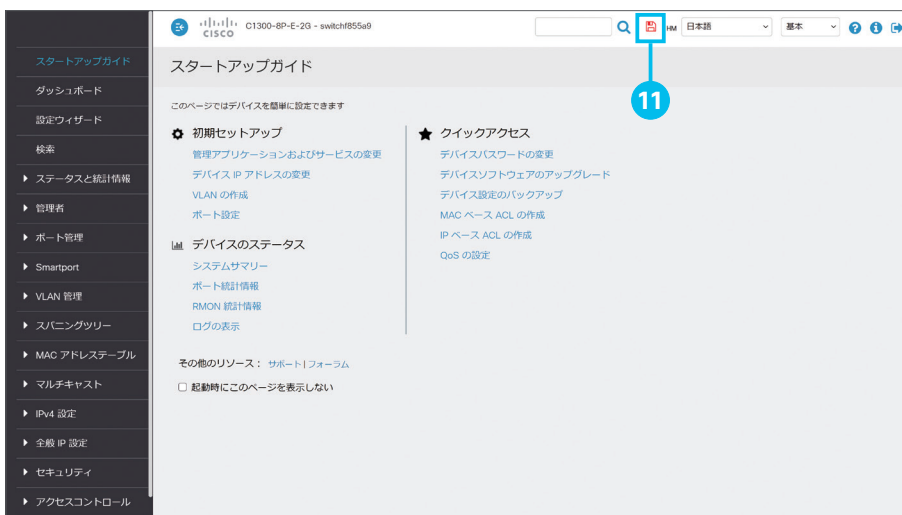 CISCO C1300-8P-E-2G - switchf855a9 HM 日本語 基本
11
スタートアップガイド
ダッシュボード
設定ウィザード
検索
ステータスと統計情報
管理者
ポート管理
Smartport
VLAN 管理
スパニングツリー
MAC アドレステーブル
マルチキャスト
IPv4 設定
全般 IP 設定
セキュリティ
アクセスコントロール
スタートアップガイド
このページではデバイスを簡単に設定できます
初期セットアップ
管理アプリケーションおよびサービスの変更
デバイス IP アドレスの変更
VLAN の作成
ポート設定
デバイスのステータス
システムサマリー
ポート統計情報
RMON 統計情報
ログの表示
クイックアクセス
デバイスパスワードの変更
デバイスソフトウェアのアップグレード
デバイス設定のバックアップ
MAC ベース ACL の作成
IP ベース ACL の作成
QoS の設定
その他のリソース： サポート|フォーラム
起動時にこのページを表示しない